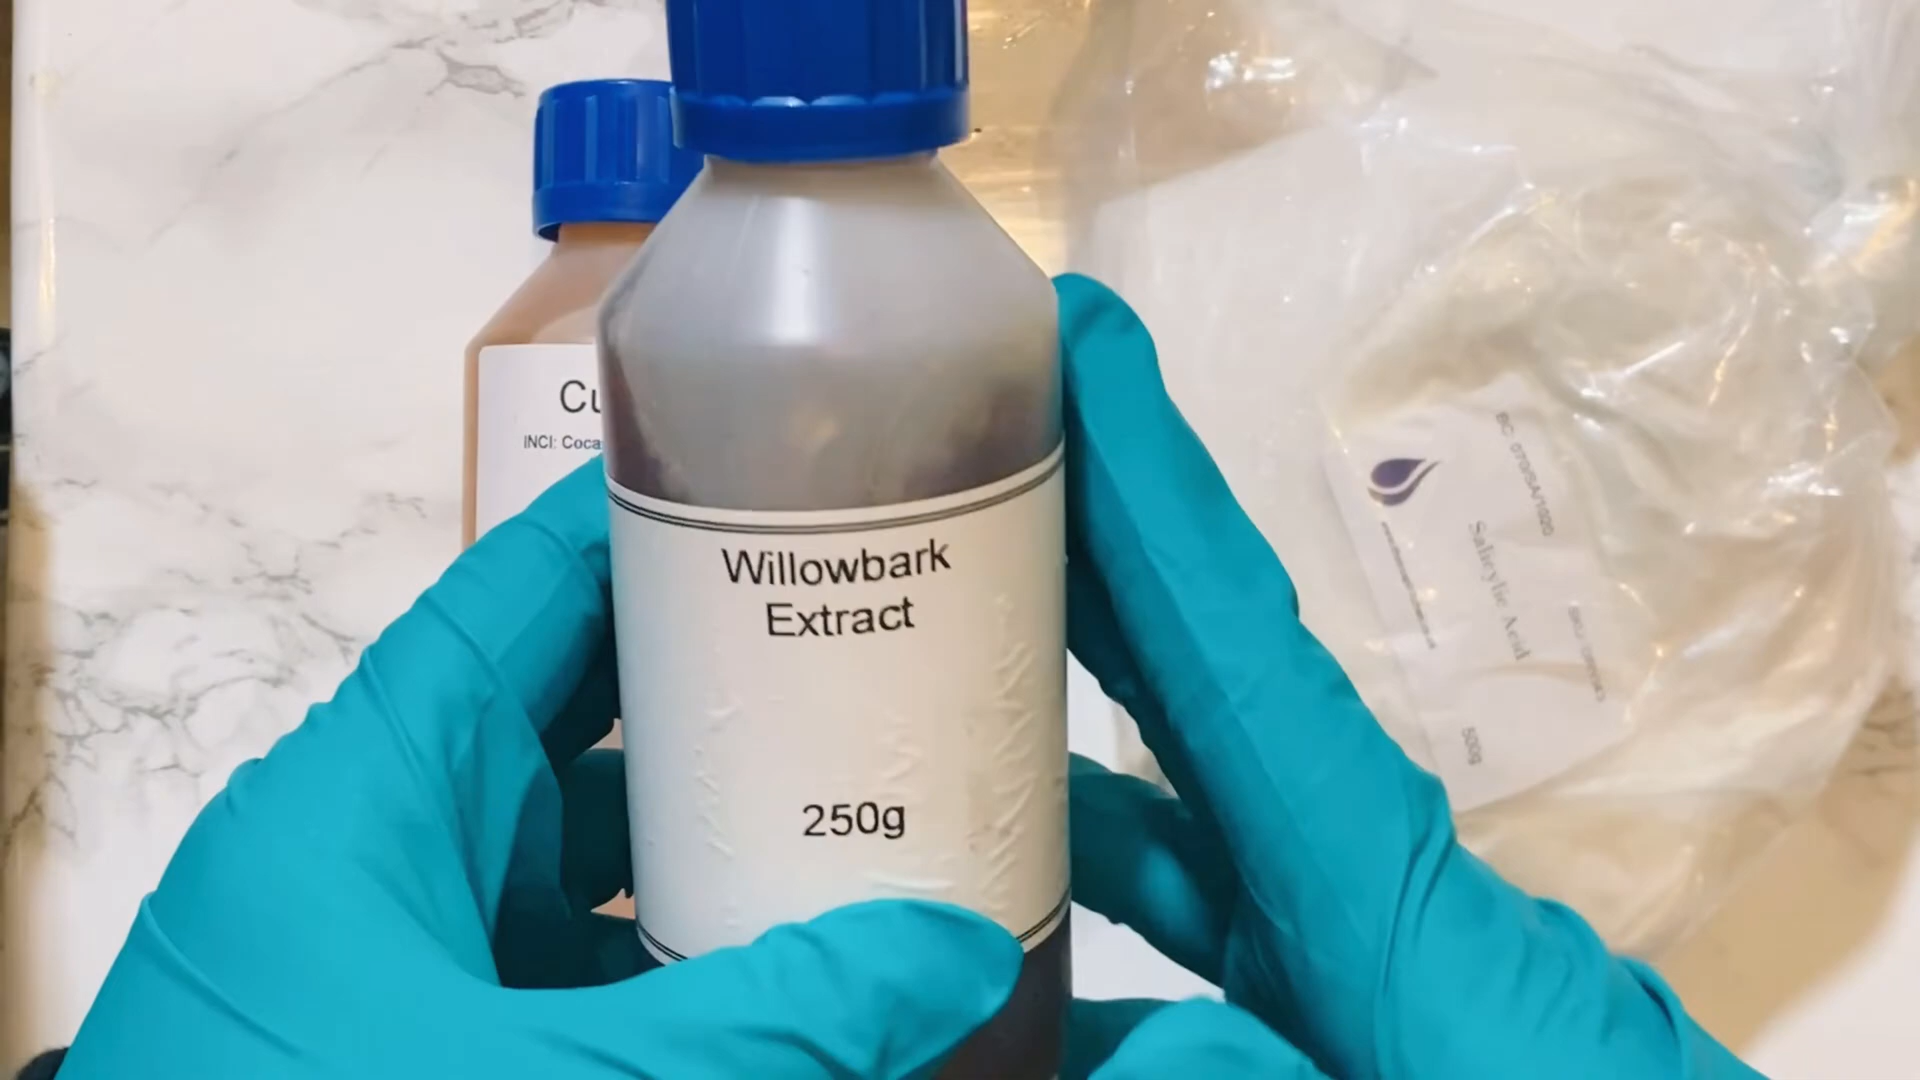 Cu
INCI: Coca
Willowbark
Extract
250g
Salicylic Acid
500g